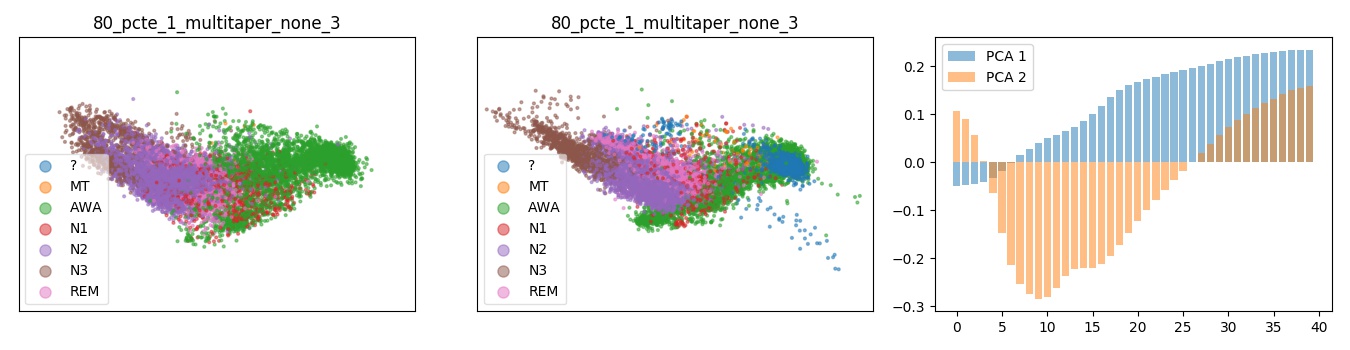 80_pcte_1_multitaper_none_3
?
MT
AWA
N1
N2
N3
REM
80_pcte_1_multitaper_none_3
?
MT
AWA
N1
N2
N3
REM
PCA 1
PCA 2
0.2
0.1
0.0
−0.1
−0.2
−0.3
0 5 10 15 20 25 30 35 40